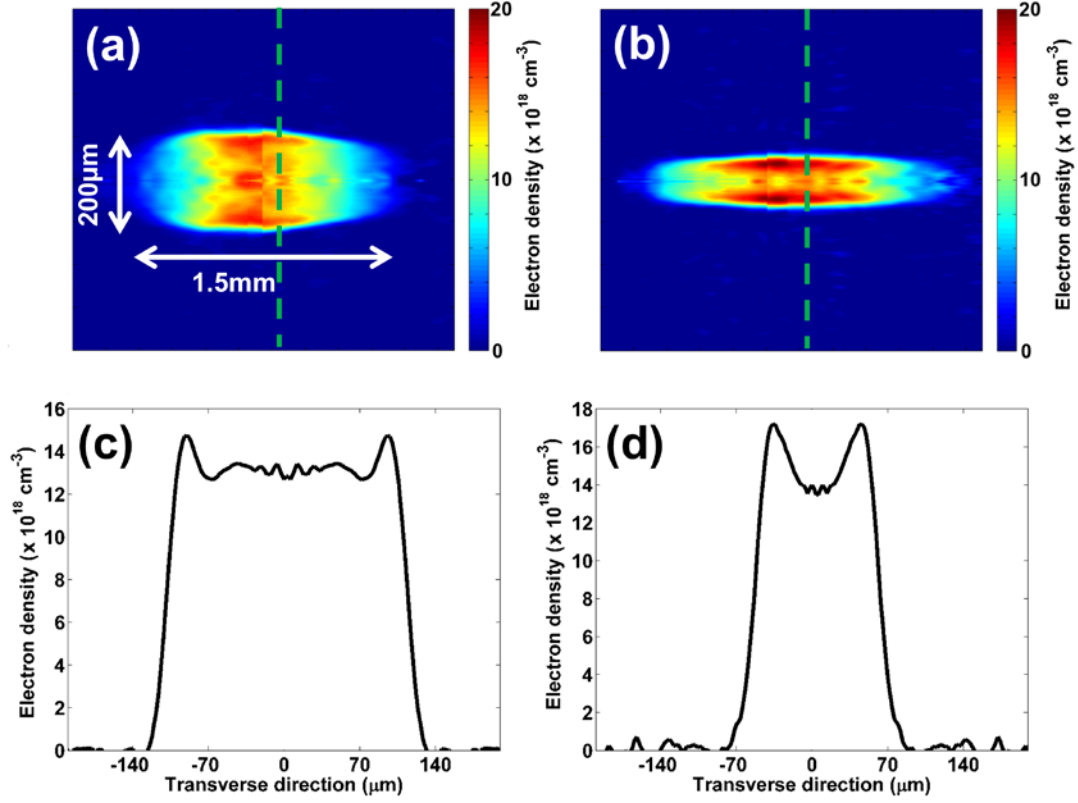 (a)
200μm
1.5mm
20
10
0
Electron density (x 10^18 cm^-3)
(b)
20
10
0
Electron density (x 10^18 cm^-3)
(c)
16
14
12
10
8
6
4
2
0
-140 -70 0 70 140
Electron density (x 10^18 cm^-3)
Transverse direction (μm)
(d)
18
16
14
12
10
8
6
4
2
0
-140 -70 0 70 140
Electron density (x 10^18 cm^-3)
Transverse direction (μm)